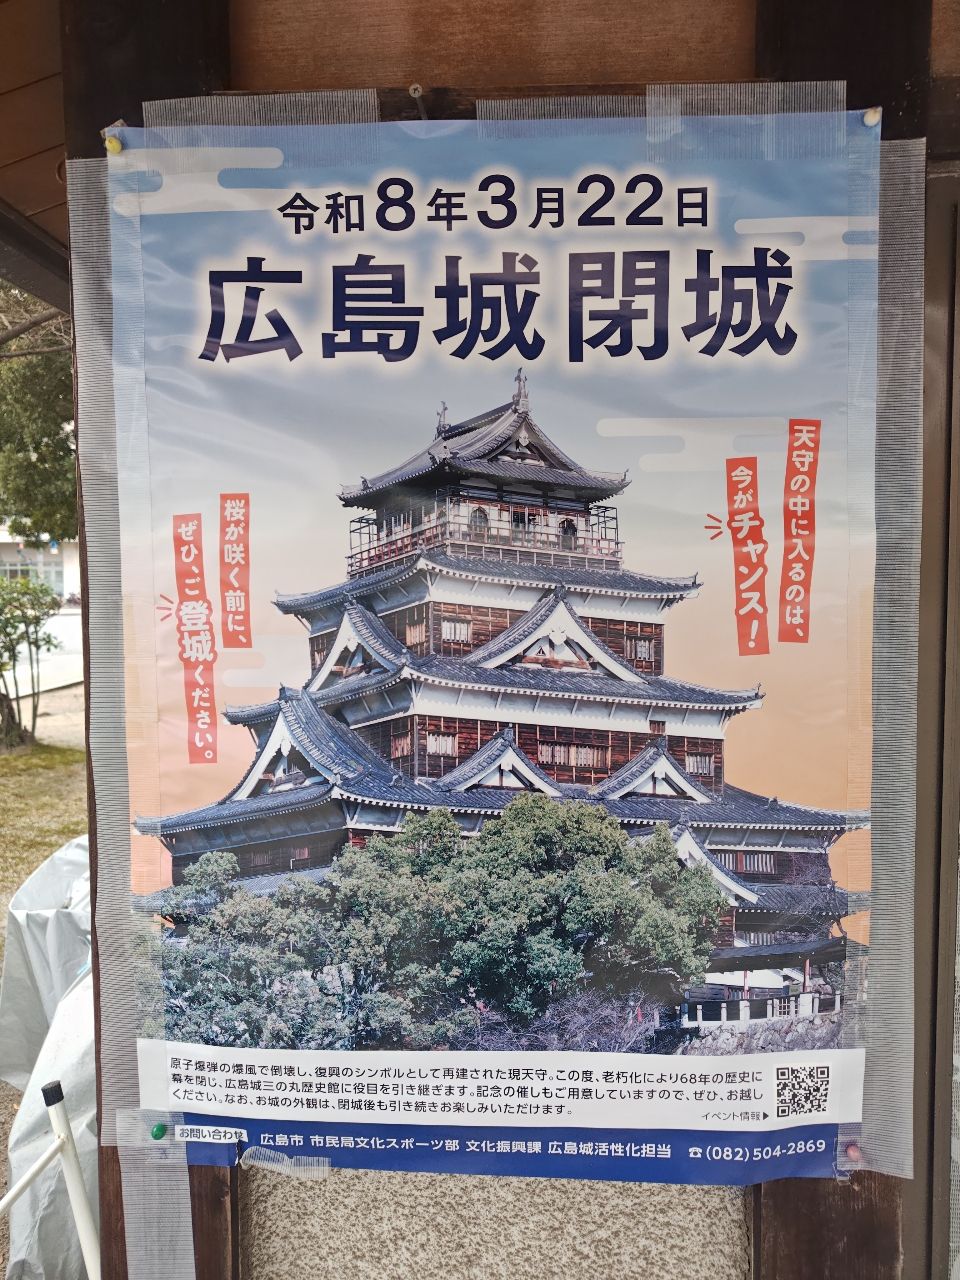 令和8年3月22日
広島城閉城
天守の中に入るのは、
今がチャンス!
桜が咲く前に、
ぜひ、ご登城ください。
原子爆弾の爆風で倒壊し、復興のシンボルとして再建された現天守。この度、老朽化により68年の歴史に
幕を閉じ、広島城三の丸歴史館に役目を引き継ぎます。記念の催しもご用意していますので、ぜひ、お越し
ください。なお、お城の外観は、閉城後も引き続きお楽しみいただけます。
イベント情報▶
お問い合わせ 広島市 市民局文化スポーツ部 文化振興課 広島城活性化担当 ☎(082)504-2869